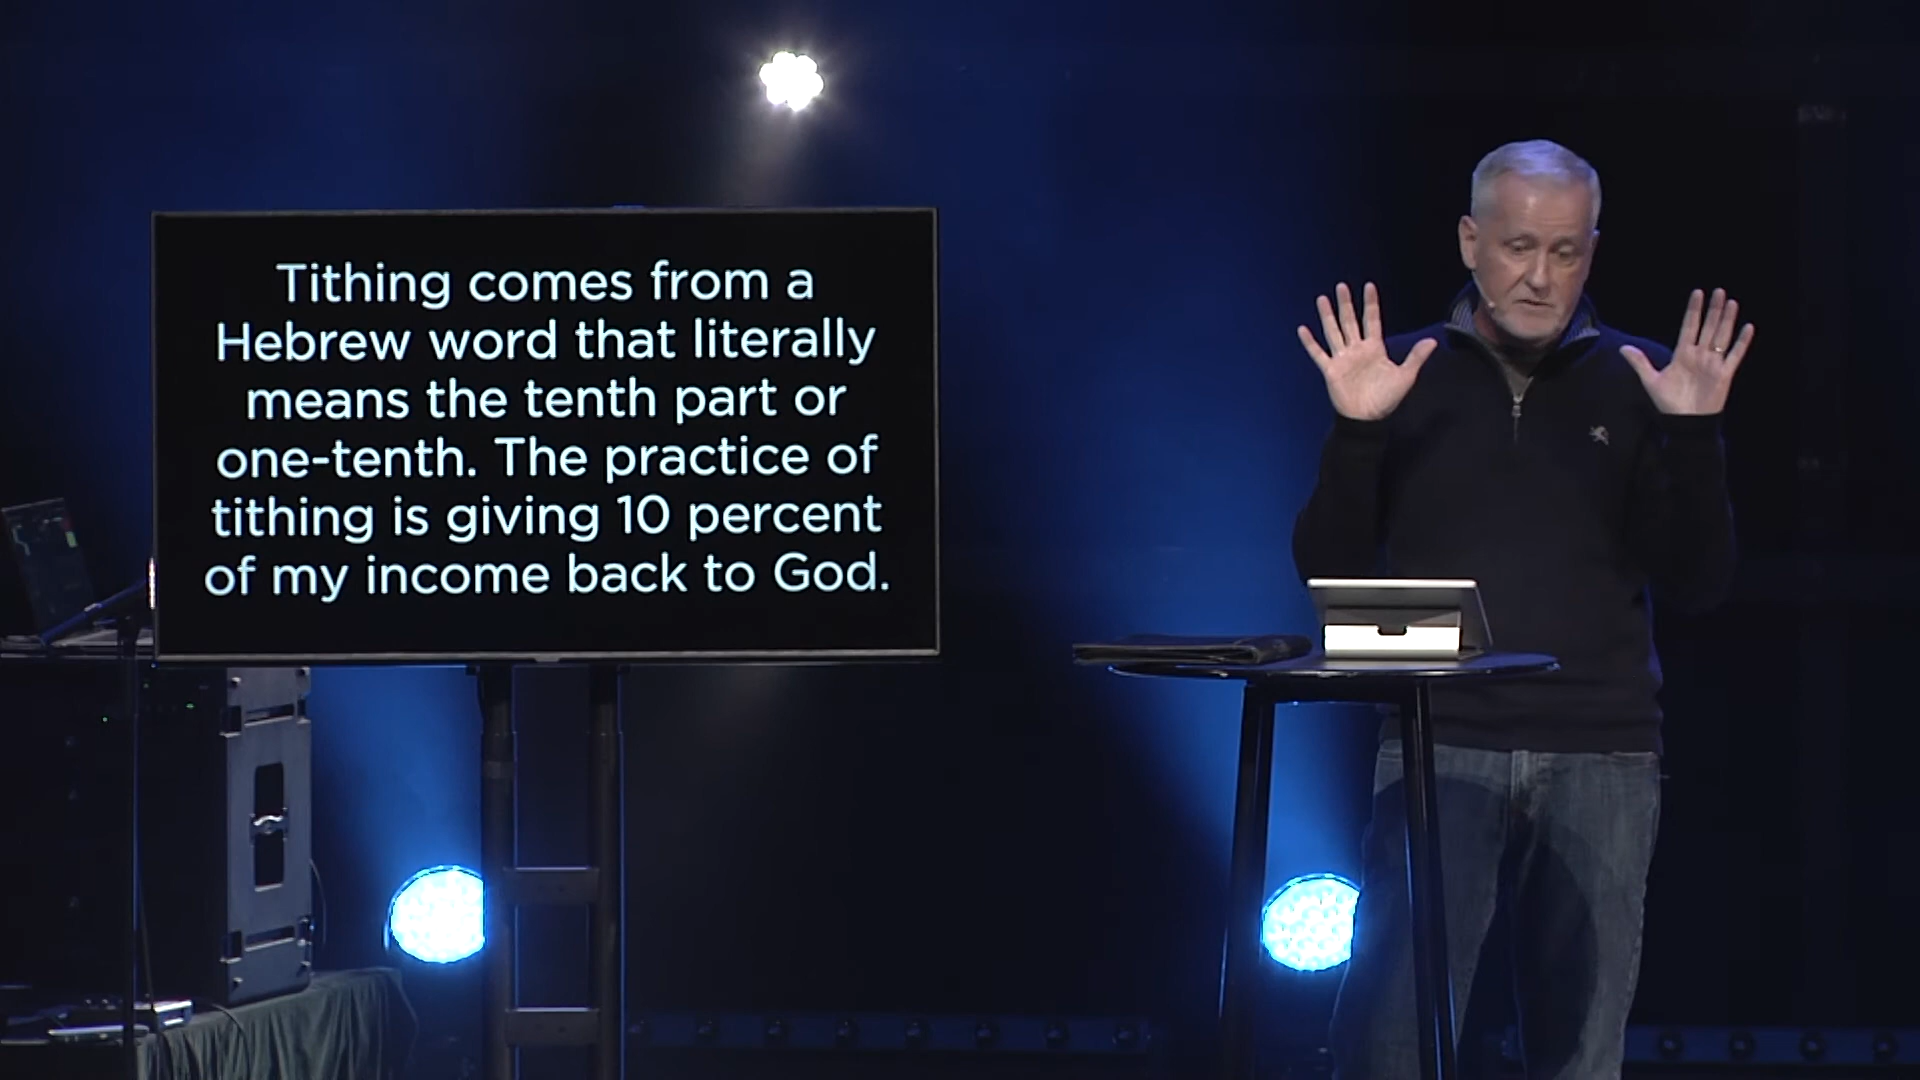 Tithing comes from a
Hebrew word that literally
means the tenth part or
one-tenth. The practice of
tithing is giving 10 percent
of my income back to God.